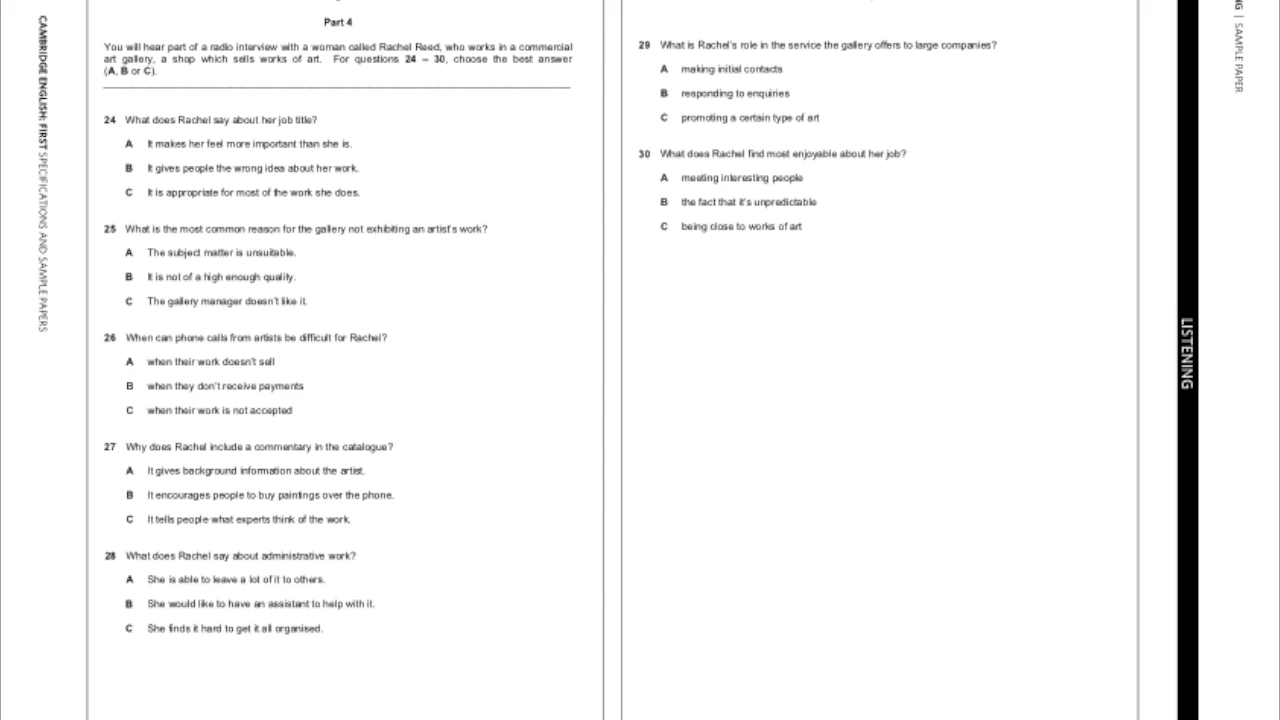 CAMBRIDGE ENGLISH: FIRST SPECIFICATIONS AND SAMPLE PAPERS
Part 4
You will hear part of a radio interview with a woman called Rachel Reed, who works in a commercial
art gallery, a shop which sells works of art. For questions 24 – 30, choose the best answer
(A, B or C).
24 What does Rachel say about her job title?
A It makes her feel more important than she is.
B It gives people the wrong idea about her work.
C It is appropriate for most of the work she does.
25 What is the most common reason for the gallery not exhibiting an artist's work?
A The subject matter is unsuitable.
B It is not of a high enough quality.
C The gallery manager doesn't like it.
26 When can phone calls from artists be difficult for Rachel?
A when their work doesn't sell
B when they don't receive payments
C when their work is not accepted
27 Why does Rachel include a commentary in the catalogue?
A It gives background information about the artist.
B It encourages people to buy paintings over the phone.
C It tells people what experts think of the work.
28 What does Rachel say about administrative work?
A She is able to leave a lot of it to others.
B She would like to have an assistant to help with it.
C She finds it hard to get it all organised.
29 What is Rachel's role in the service the gallery offers to large companies?
A making initial contacts
B responding to enquiries
C promoting a certain type of art
30 What does Rachel find most enjoyable about her job?
A meeting interesting people
B the fact that it's unpredictable
C being close to works of art
LISTENING
NG | SAMPLE PAPER